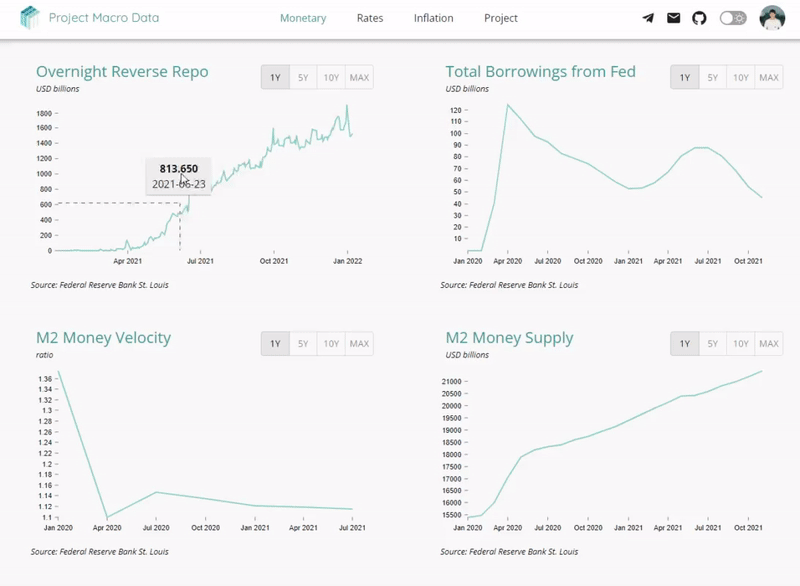 Project Macro Data
Monetary Rates Inflation Project
Overnight Reverse Repo
USD billions
1Y 5Y 10Y MAX
1800
1600
1400
1200
1000
800
600
400
200
0
813.650
2021-06-23
Apr 2021 Jul 2021 Oct 2021 Jan 2022
Source: Federal Reserve Bank St. Louis
Total Borrowings from Fed
USD billions
1Y 5Y 10Y MAX
120
110
100
90
80
70
60
50
40
30
20
10
Jan 2020 Apr 2020 Jul 2020 Oct 2020 Jan 2021 Apr 2021 Jul 2021 Oct 2021
Source: Federal Reserve Bank St. Louis
M2 Money Velocity
ratio
1Y 5Y 10Y MAX
1.36
1.34
1.32
1.3
1.28
1.26
1.24
1.22
1.2
1.18
1.16
1.14
1.12
1.1
Jan 2020 Apr 2020 Jul 2020 Oct 2020 Jan 2021 Apr 2021 Jul 2021
Source: Federal Reserve Bank St. Louis
M2 Money Supply
USD billions
1Y 5Y 10Y MAX
21000
20500
20000
19500
19000
18500
18000
17500
17000
16500
16000
15500
Jan 2020 Apr 2020 Jul 2020 Oct 2020 Jan 2021 Apr 2021 Jul 2021 Oct 2021
Source: Federal Reserve Bank St. Louis